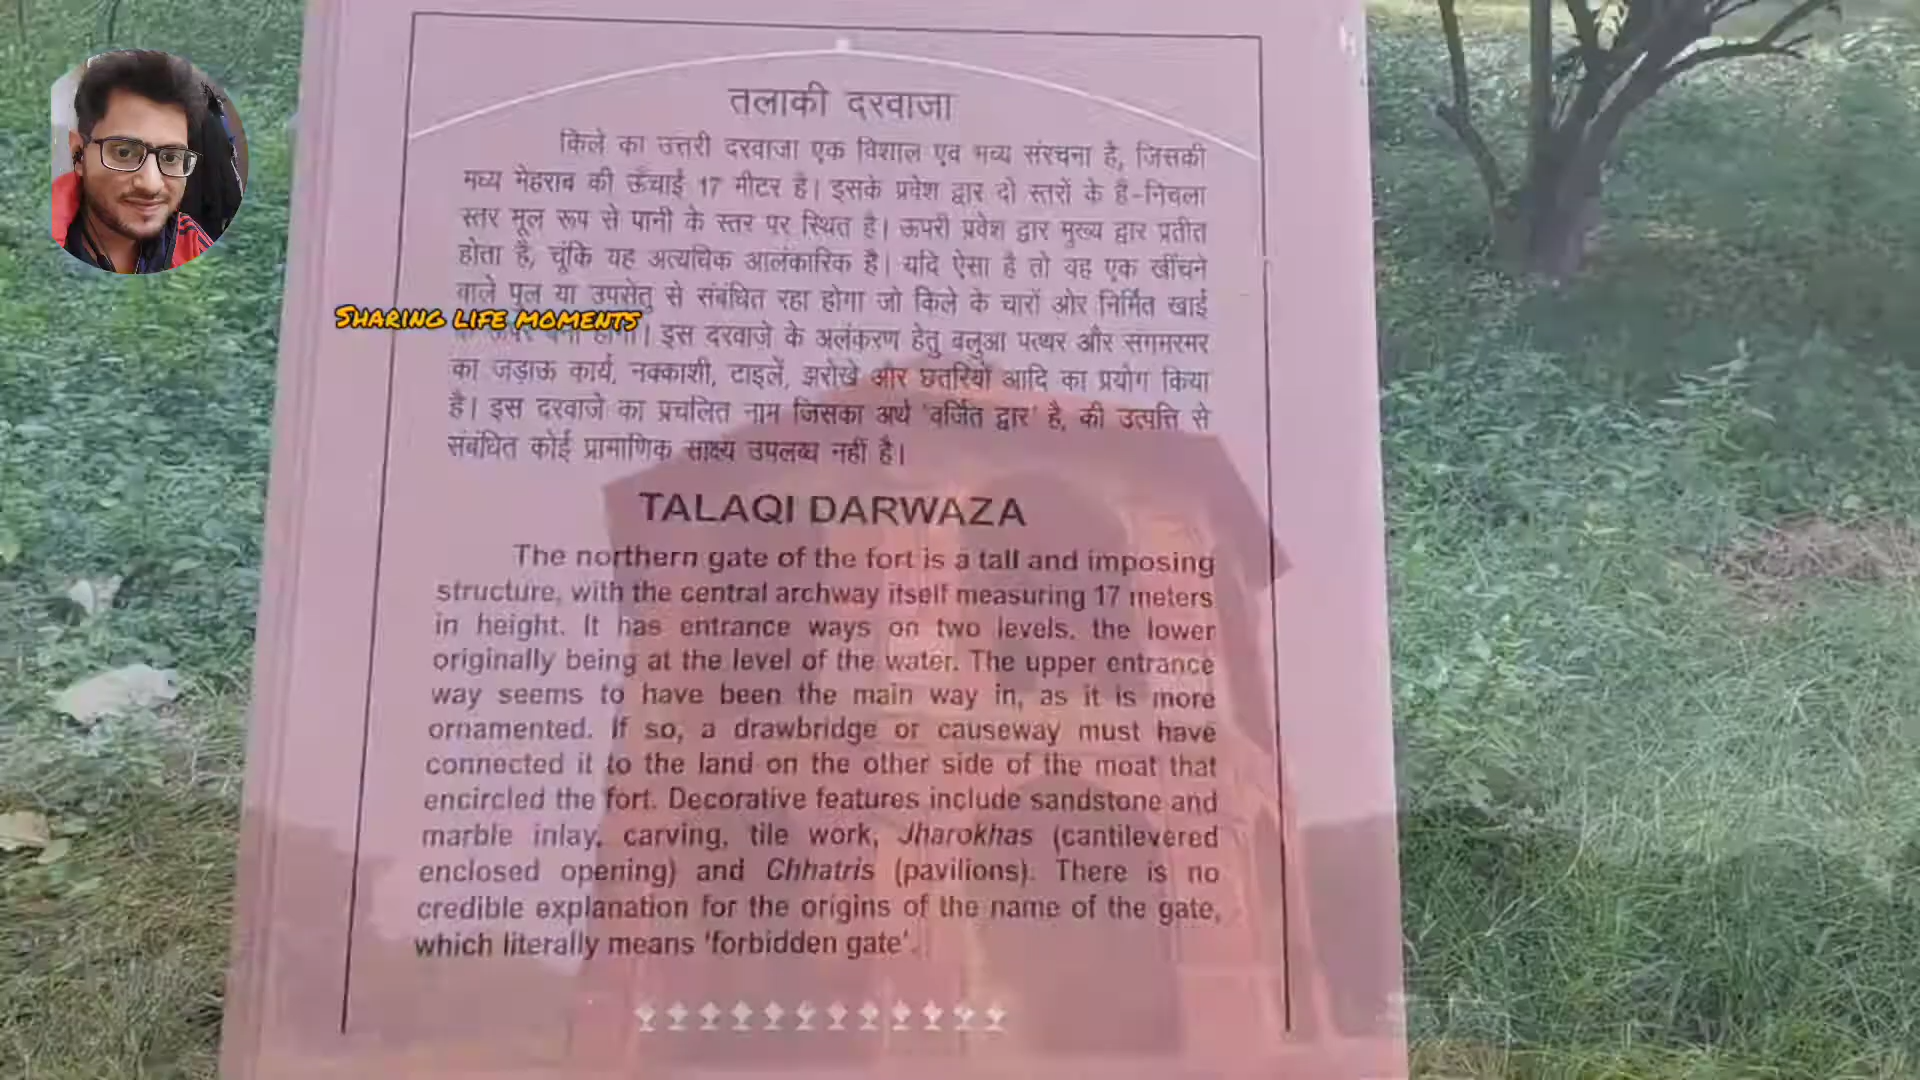 तलाकी दरवाजा
किले का उत्तरी दरवाजा एक विशाल एवं भव्य संरचना है, जिसकी
मध्य मेहराब की ऊँचाई 17 मीटर है। इसके प्रवेश द्वार दो स्तरों के हैं-निचला
स्तर मूल रूप से पानी के स्तर पर स्थित है। ऊपरी प्रवेश द्वार मुख्य द्वार प्रतीत
होता है, चूंकि यह अत्यधिक आलंकारिक है। यदि ऐसा है तो वह एक खींचने
वाले पुल या उपसेतु से संबंधित रहा होगा जो किले के चारों ओर निर्मित खाई
SHARING LIFE MOMENTS
होगा। इस दरवाजे के अलंकरण हेतु बलुआ पत्थर और संगमरमर
का जड़ाऊ कार्य, नक्काशी, टाइलें, झरोखे और छतरियों आदि का प्रयोग किया
है। इस दरवाजे का प्रचलित नाम जिसका अर्थ 'वर्जित द्वार' है, की उत्पत्ति से
संबंधित कोई प्रामाणिक साक्ष्य उपलब्ध नहीं है।
TALAQI DARWAZA
The northern gate of the fort is a tall and imposing
structure, with the central archway itself measuring 17 meters
in height. It has entrance ways on two levels, the lower
originally being at the level of the water. The upper entrance
way seems to have been the main way in, as it is more
ornamented. If so, a drawbridge or causeway must have
connected it to the land on the other side of the moat that
encircled the fort. Decorative features include sandstone and
marble inlay, carving, tile work, Jharokhas (cantilevered
enclosed opening) and Chhatris (pavilions). There is no
credible explanation for the origins of the name of the gate,
which literally means 'forbidden gate'.